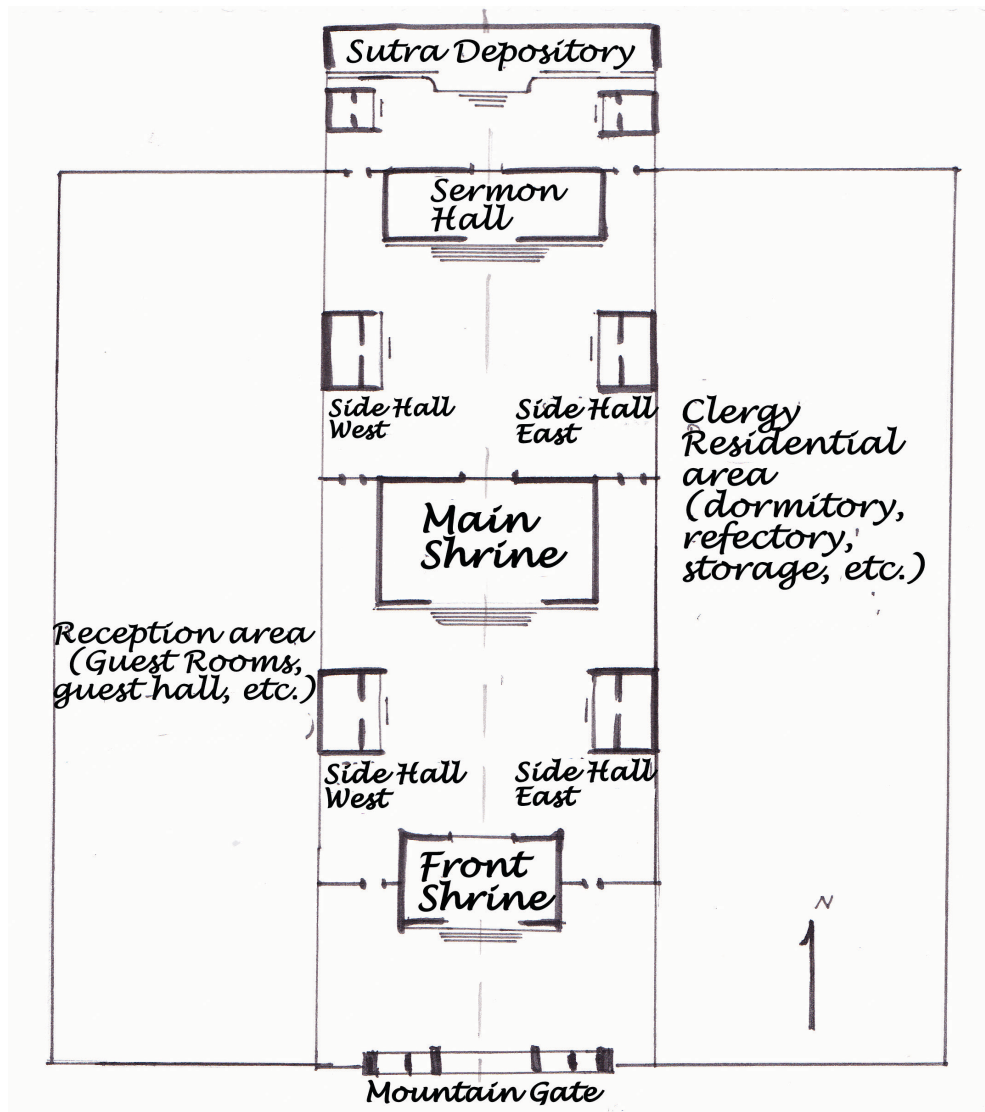 Sutra Depository
Sermon
Hall
Side Hall
West
Side Hall
East
Clergy
Residential
area
(dormitory,
refectory,
storage, etc.)
Main
Shrine
Reception area
(Guest Rooms,
guest hall, etc.)
Side Hall
West
Side Hall
East
Front
Shrine
N
Mountain Gate